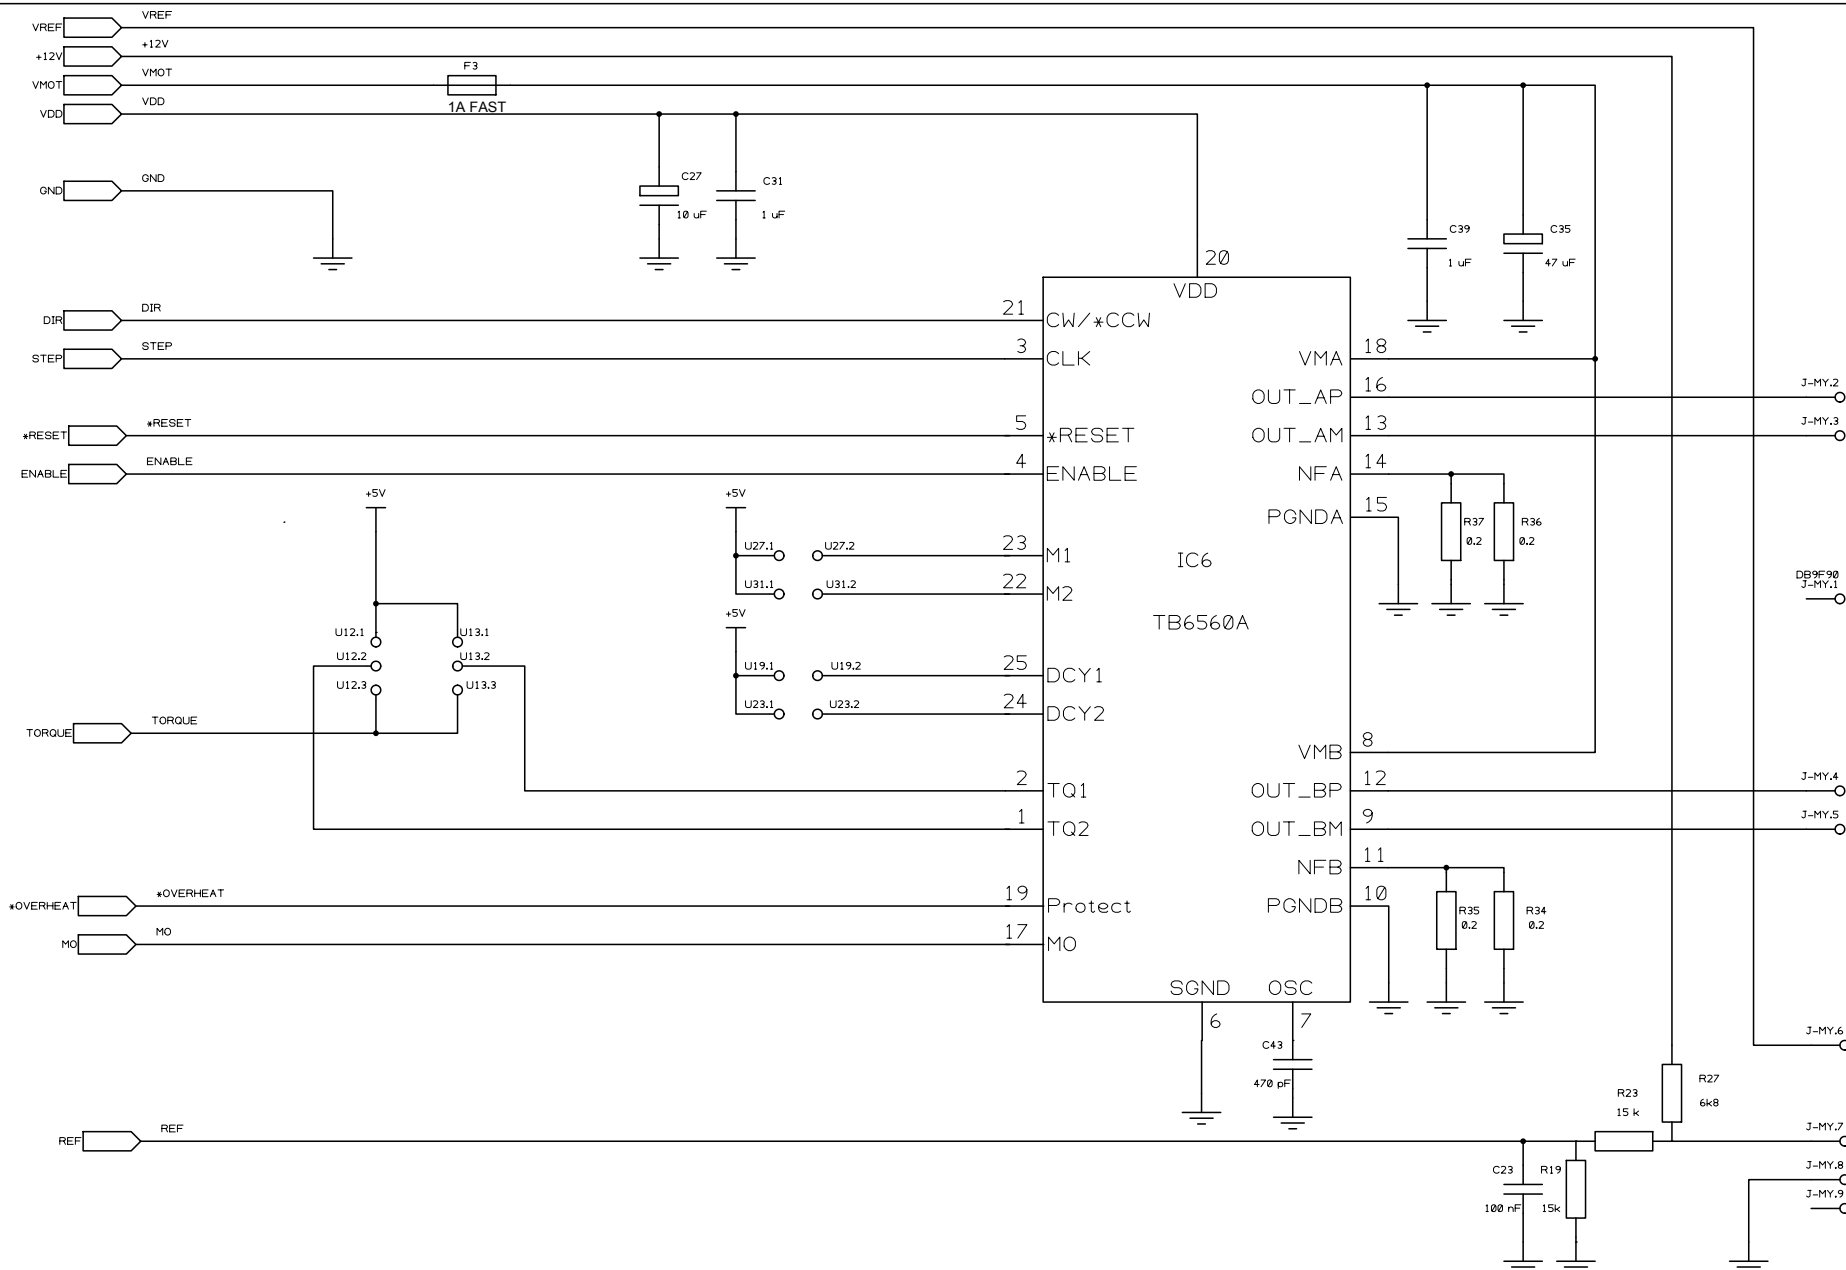 VREF
VREF
+12V
+12V
VMOT
VMOT
F3
1A FAST
VDD
VDD
GND
GND
C27
10 uF
C31
1 uF
C39
1 uF
C35
47 uF
20
VDD
DIR
DIR
21
CW/*CCW
STEP
STEP
3
CLK
VMA
18
OUT_AP
16
J-MY.2
*RESET
*RESET
5
*RESET
OUT_AM
13
J-MY.3
ENABLE
ENABLE
4
ENABLE
NFA
14
PGNDA
15
R37
0.2
R36
0.2
+5V
+5V
U27.1
U27.2
23
M1
IC6
U31.1
U31.2
22
M2
DB9F90
J-MY.1
+5V
TB6560A
U12.1
U13.1
U12.2
U13.2
U12.3
U13.3
U19.1
U19.2
25
DCY1
U23.1
U23.2
24
DCY2
TORQUE
TORQUE
VMB
8
2
TQ1
OUT_BP
12
J-MY.4
1
TQ2
OUT_BM
9
J-MY.5
NFB
11
*OVERHEAT
*OVERHEAT
19
Protect
PGNDB
10
R35
0.2
R34
0.2
MO
MO
17
MO
SGND
OSC
6
7
C43
470 pF
J-MY.6
R27
6k8
R23
15 k
REF
REF
J-MY.7
C23
100 nF
R19
15k
J-MY.8
J-MY.9